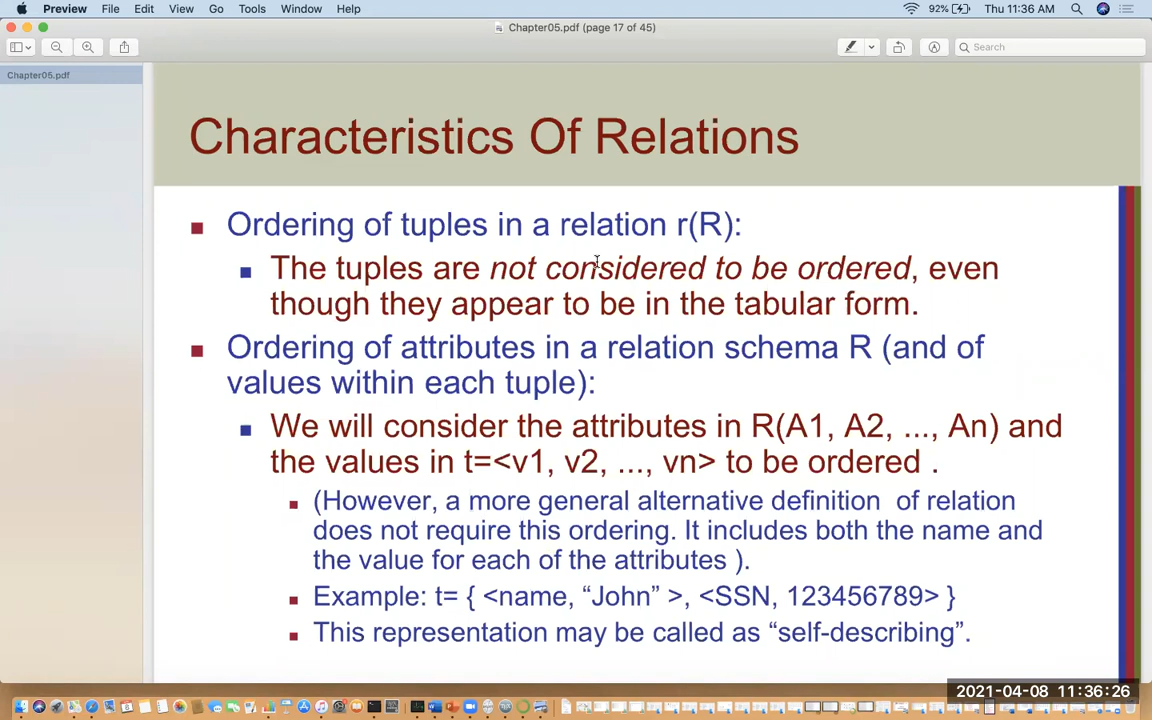 Preview File Edit View Go Tools Window Help 92% Thu 11:36 AM
Chapter05.pdf (page 17 of 45)
Search
Chapter05.pdf
Characteristics Of Relations
Ordering of tuples in a relation r(R):
The tuples are not considered to be ordered, even
though they appear to be in the tabular form.
Ordering of attributes in a relation schema R (and of
values within each tuple):
We will consider the attributes in R(A1, A2, ..., An) and
the values in t=<v1, v2, ..., vn> to be ordered .
(However, a more general alternative definition of relation
does not require this ordering. It includes both the name and
the value for each of the attributes ).
Example: t= { <name, “John” >, <SSN, 123456789> }
This representation may be called as “self-describing”.
2021-04-08 11:36:26